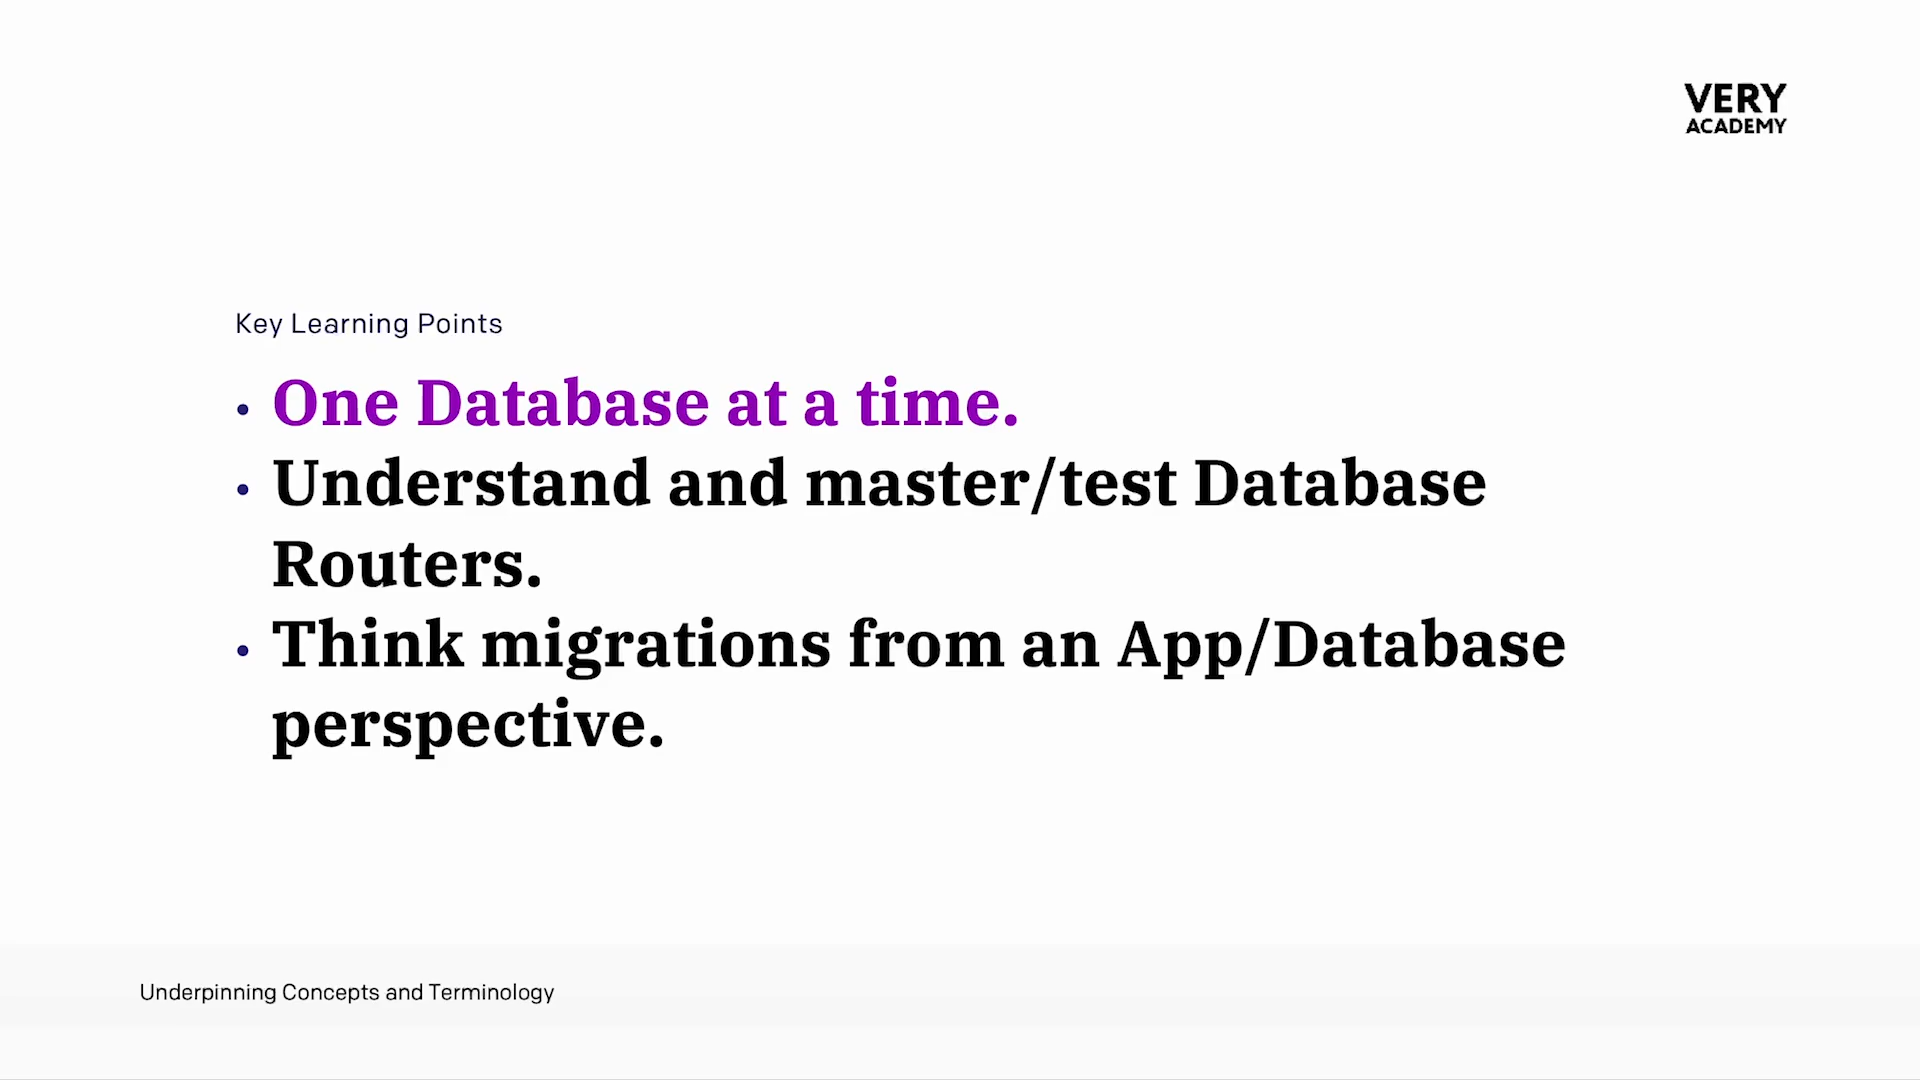 VERY
ACADEMY
Key Learning Points
• One Database at a time.
• Understand and master/test Database
Routers.
• Think migrations from an App/Database
perspective.
Underpinning Concepts and Terminology